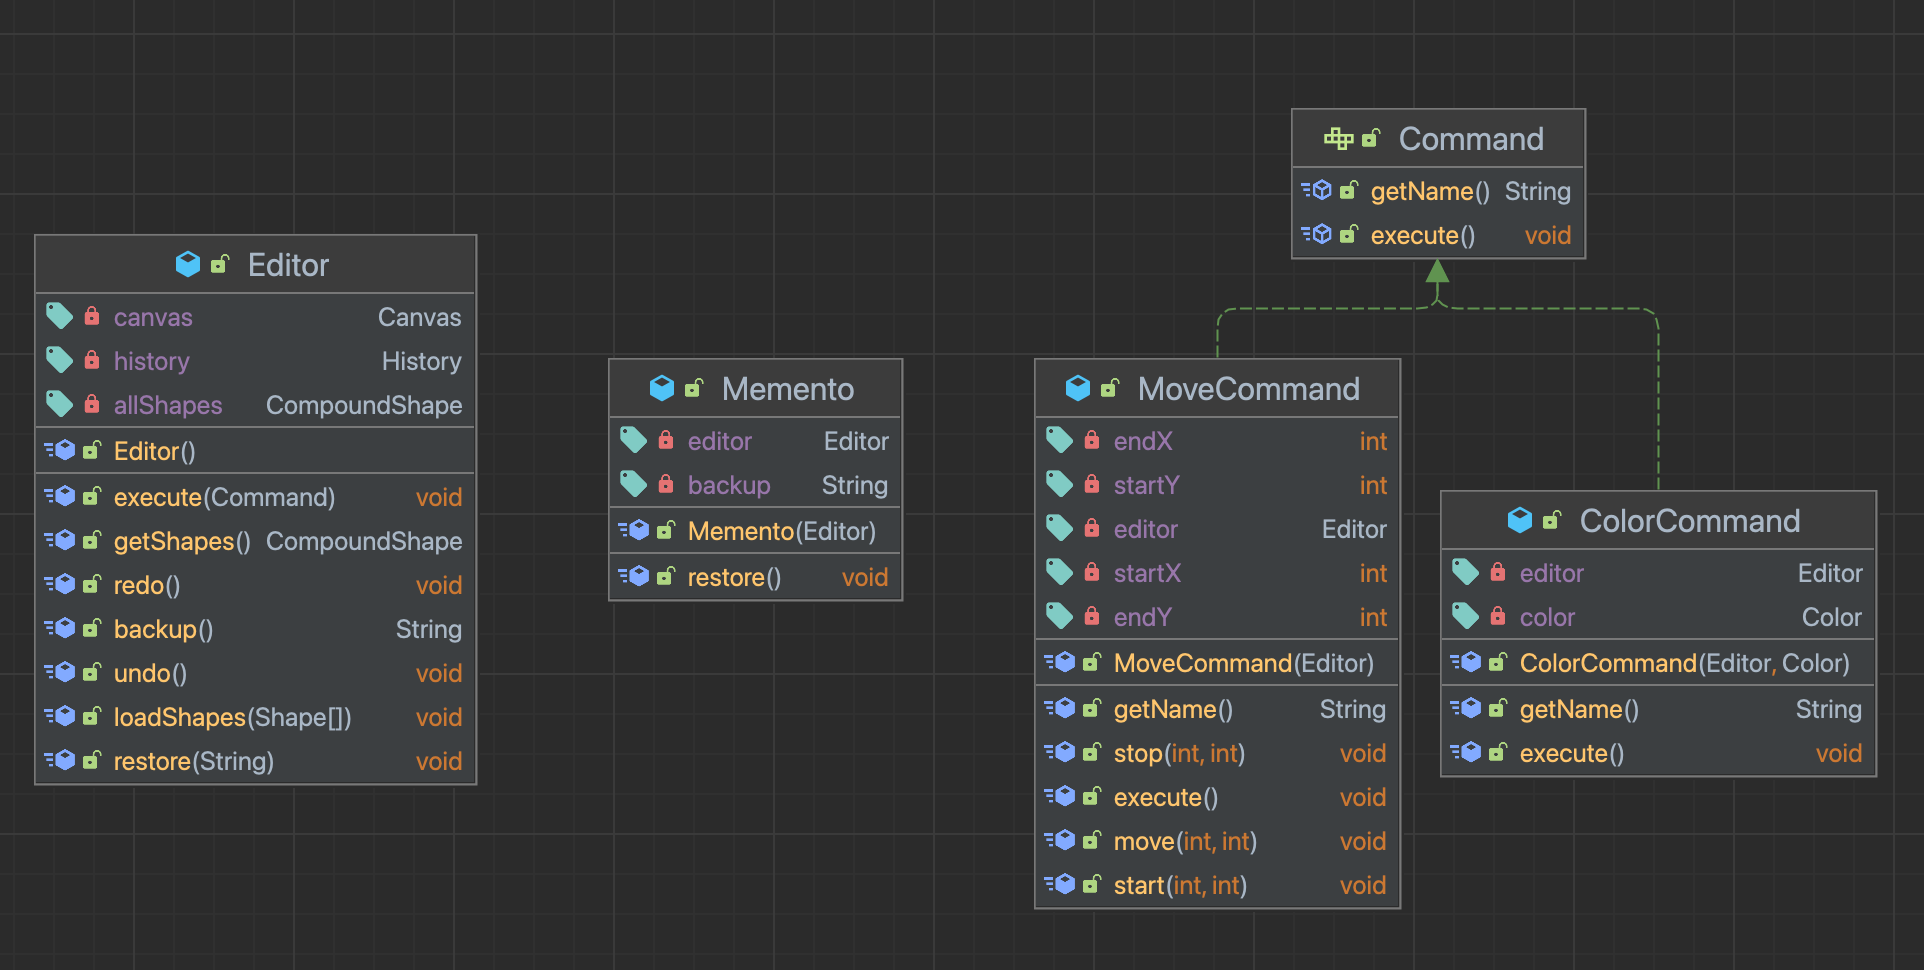 Editor
canvas Canvas
history History
allShapes CompoundShape
Editor()
execute(Command) void
getShapes() CompoundShape
redo() void
backup() String
undo() void
loadShapes(Shape[]) void
restore(String) void
Memento
editor Editor
backup String
Memento(Editor)
restore() void
Command
getName() String
execute() void
MoveCommand
endX int
startY int
editor Editor
startX int
endY int
MoveCommand(Editor)
getName() String
stop(int, int) void
execute() void
move(int, int) void
start(int, int) void
ColorCommand
editor Editor
color Color
ColorCommand(Editor, Color)
getName() String
execute() void